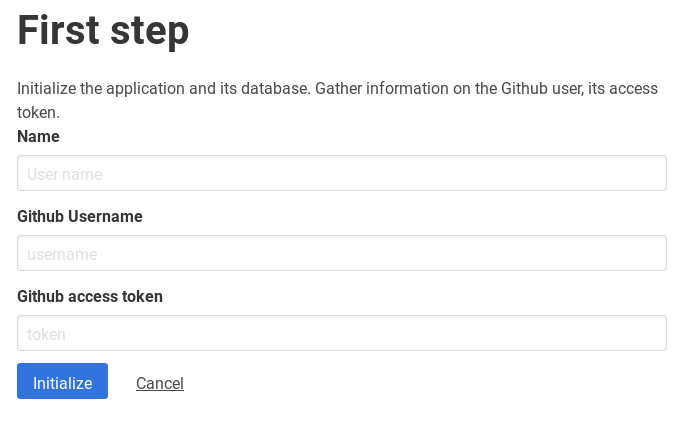 First step
Initialize the application and its database. Gather information on the Github user, its access
token.
Name
User name
Github Username
username
Github access token
token
Initialize Cancel